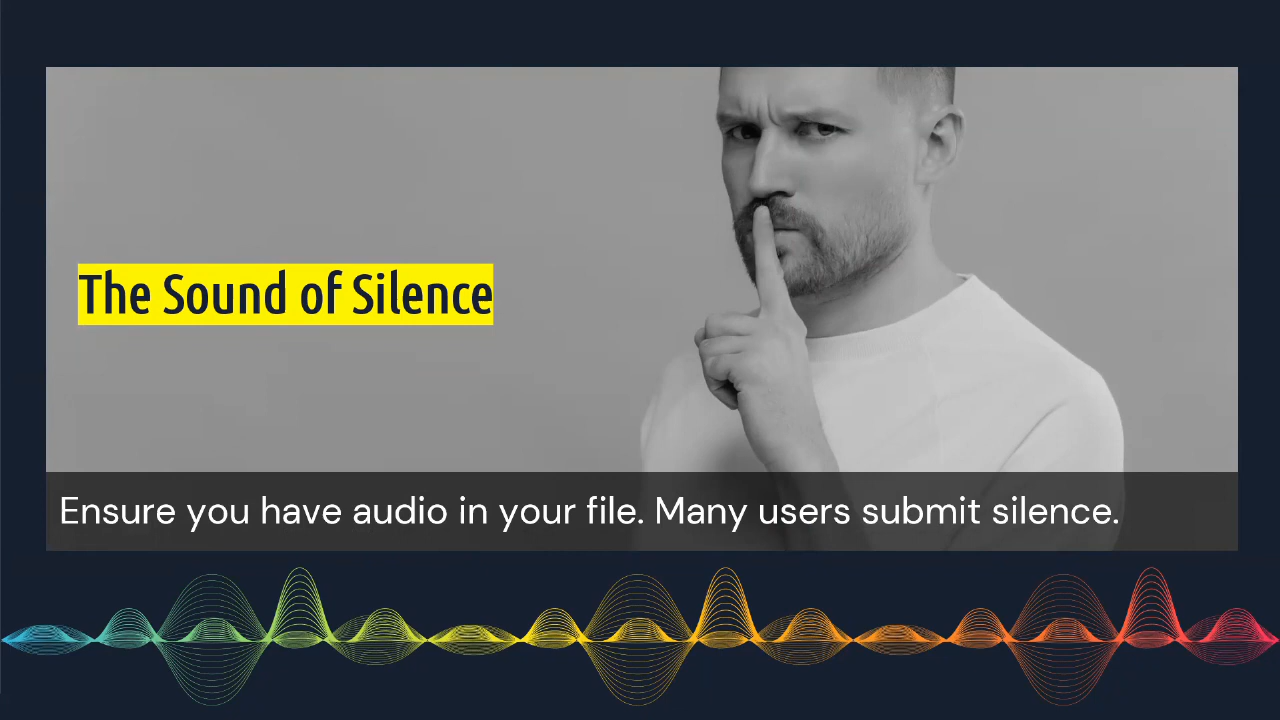 The Sound of Silence
Ensure you have audio in your file. Many users submit silence.